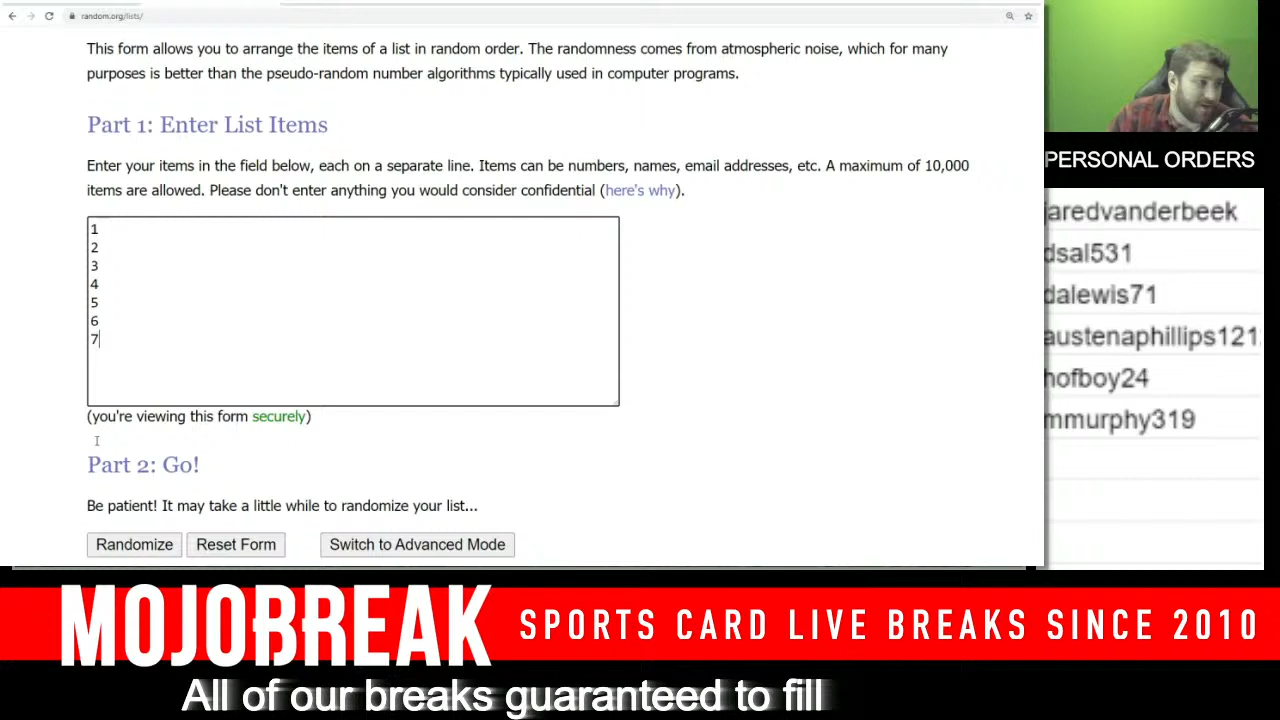 random.org/lists/
This form allows you to arrange the items of a list in random order. The randomness comes from atmospheric noise, which for many
purposes is better than the pseudo-random number algorithms typically used in computer programs.
Part 1: Enter List Items
Enter your items in the field below, each on a separate line. Items can be numbers, names, email addresses, etc. A maximum of 10,000
items are allowed. Please don't enter anything you would consider confidential (here's why).
1
2
3
4
5
6
7
(you're viewing this form securely)
Part 2: Go!
Be patient! It may take a little while to randomize your list...
Randomize
Reset Form
Switch to Advanced Mode
PERSONAL ORDERS
jaredvanderbeek
dsal531
dalewis71
austenaphillips121
hofboy24
mmurphy319
MOJOBREAK
SPORTS CARD LIVE BREAKS SINCE 2010
All of our breaks guaranteed to fill